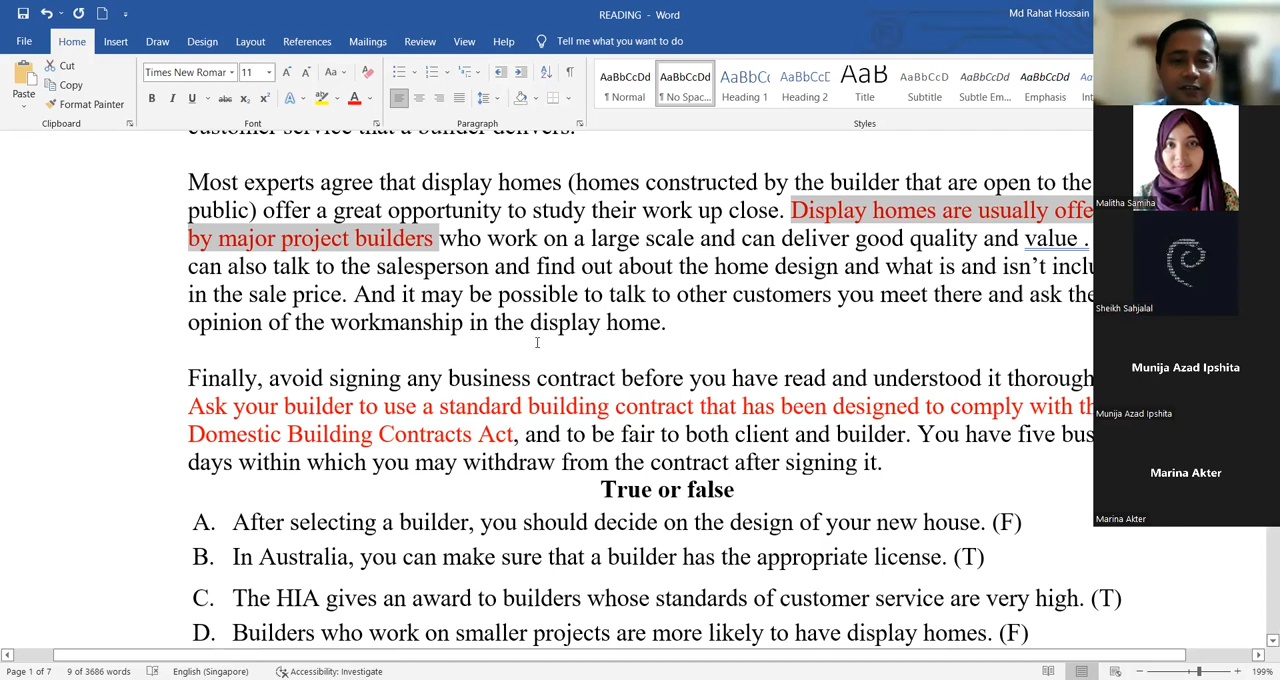 READING - Word
Md Rahat Hossain
File Home Insert Draw Design Layout References Mailings Review View Help Tell me what you want to do
Paste
Cut
Copy
Format Painter
Clipboard
Times New Romar 11
Font
Paragraph
AaBbCcDd AaBbCcDd AaBbCc AaBbCcD AaB AaBbCcDd AaBbCcDd AaBbCcDd
¶ Normal ¶ No Spac... Heading 1 Heading 2 Title Subtitle Subtle Em... Emphasis
Styles
customer service that a builder delivers.
Most experts agree that display homes (homes constructed by the builder that are open to the
public) offer a great opportunity to study their work up close. Display homes are usually offe
by major project builders who work on a large scale and can deliver good quality and value .
can also talk to the salesperson and find out about the home design and what is and isn’t inclu
in the sale price. And it may be possible to talk to other customers you meet there and ask the
opinion of the workmanship in the display home.
Finally, avoid signing any business contract before you have read and understood it thorough
Ask your builder to use a standard building contract that has been designed to comply with th
Domestic Building Contracts Act, and to be fair to both client and builder. You have five bus
days within which you may withdraw from the contract after signing it.
True or false
A. After selecting a builder, you should decide on the design of your new house. (F)
B. In Australia, you can make sure that a builder has the appropriate license. (T)
C. The HIA gives an award to builders whose standards of customer service are very high. (T)
D. Builders who work on smaller projects are more likely to have display homes. (F)
Malitha Samiha
Sheikh Sahjalal
Munija Azad Ipshita
Munija Azad Ipshita
Marina Akter
Marina Akter
Page 1 of 7 9 of 3686 words English (Singapore) Accessibility: Investigate 199%